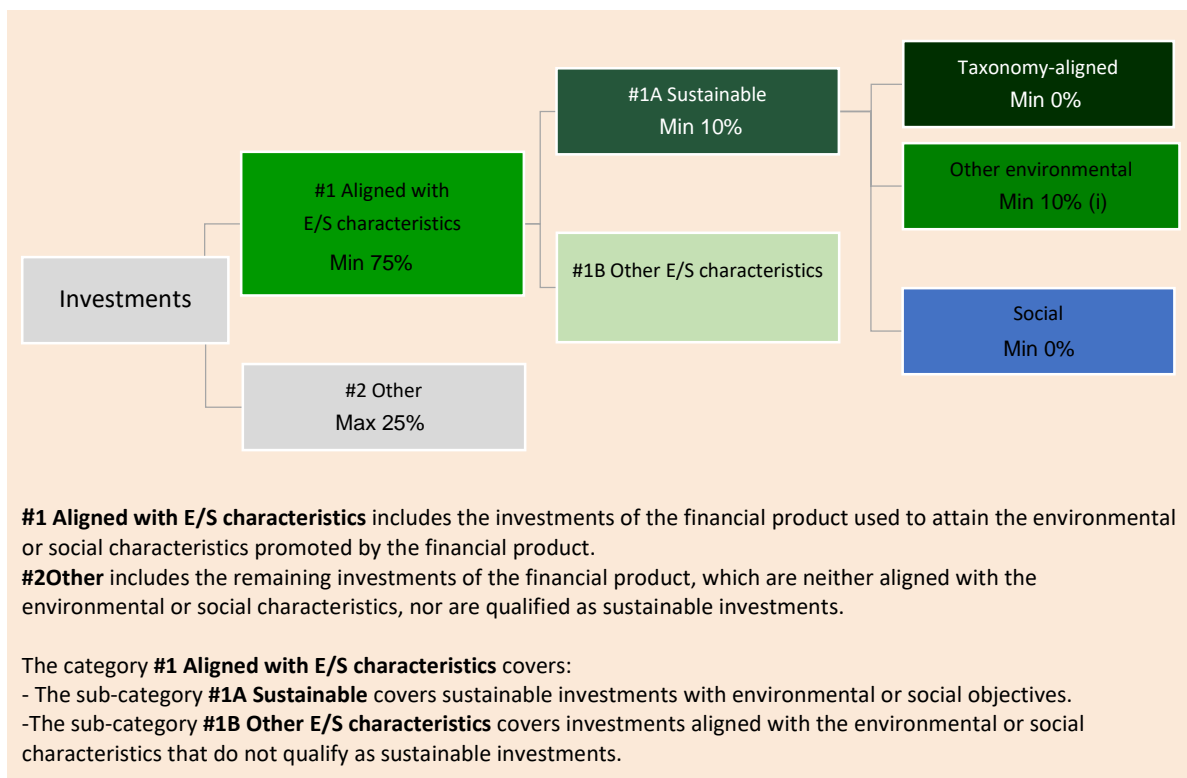 Investments
#1 Aligned with
E/S characteristics
Min 75%
#2 Other
Max 25%
#1A Sustainable
Min 10%
#1B Other E/S characteristics
Taxonomy-aligned
Min 0%
Other environmental
Min 10% (i)
Social
Min 0%
#1 Aligned with E/S characteristics includes the investments of the financial product used to attain the environmental
or social characteristics promoted by the financial product.
#2Other includes the remaining investments of the financial product, which are neither aligned with the
environmental or social characteristics, nor are qualified as sustainable investments.
The category #1 Aligned with E/S characteristics covers:
- The sub-category #1A Sustainable covers sustainable investments with environmental or social objectives.
-The sub-category #1B Other E/S characteristics covers investments aligned with the environmental or social
characteristics that do not qualify as sustainable investments.